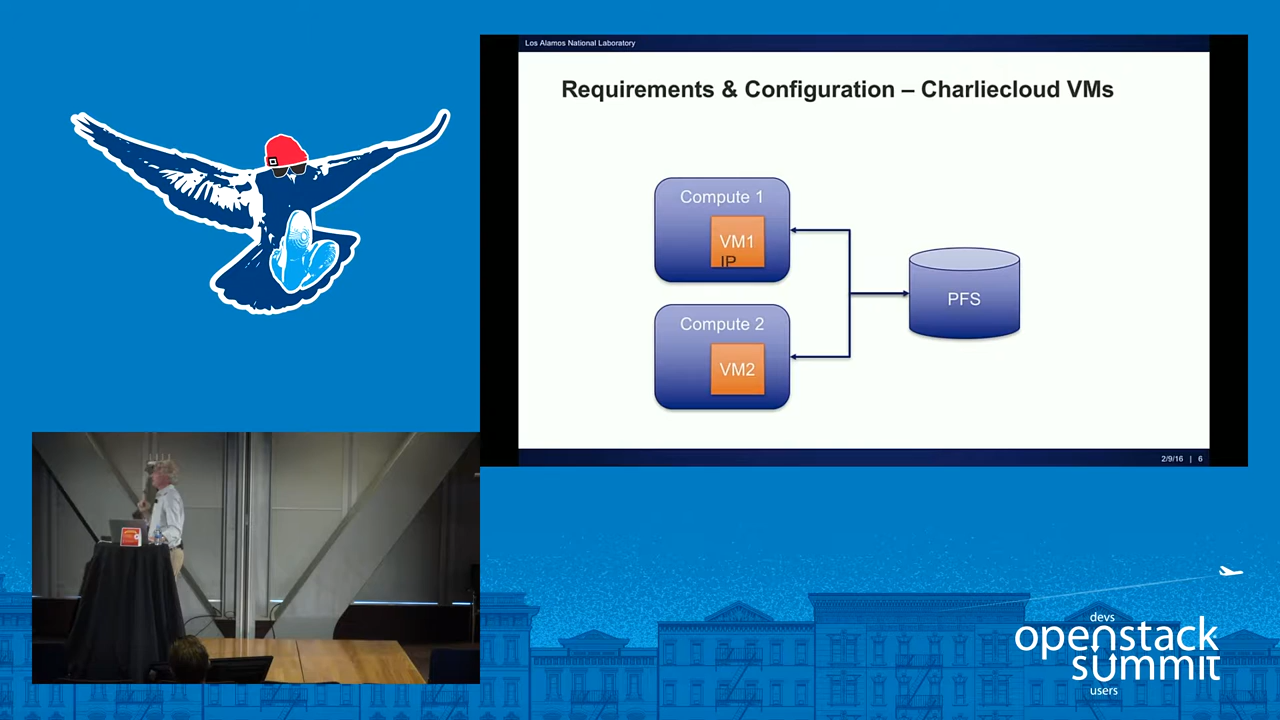 Los Alamos National Laboratory
Requirements & Configuration – Charliecloud VMs
Compute 1
VM1
IP
Compute 2
VM2
PFS
2/9/16 | 6
devs
openstack
summit
users